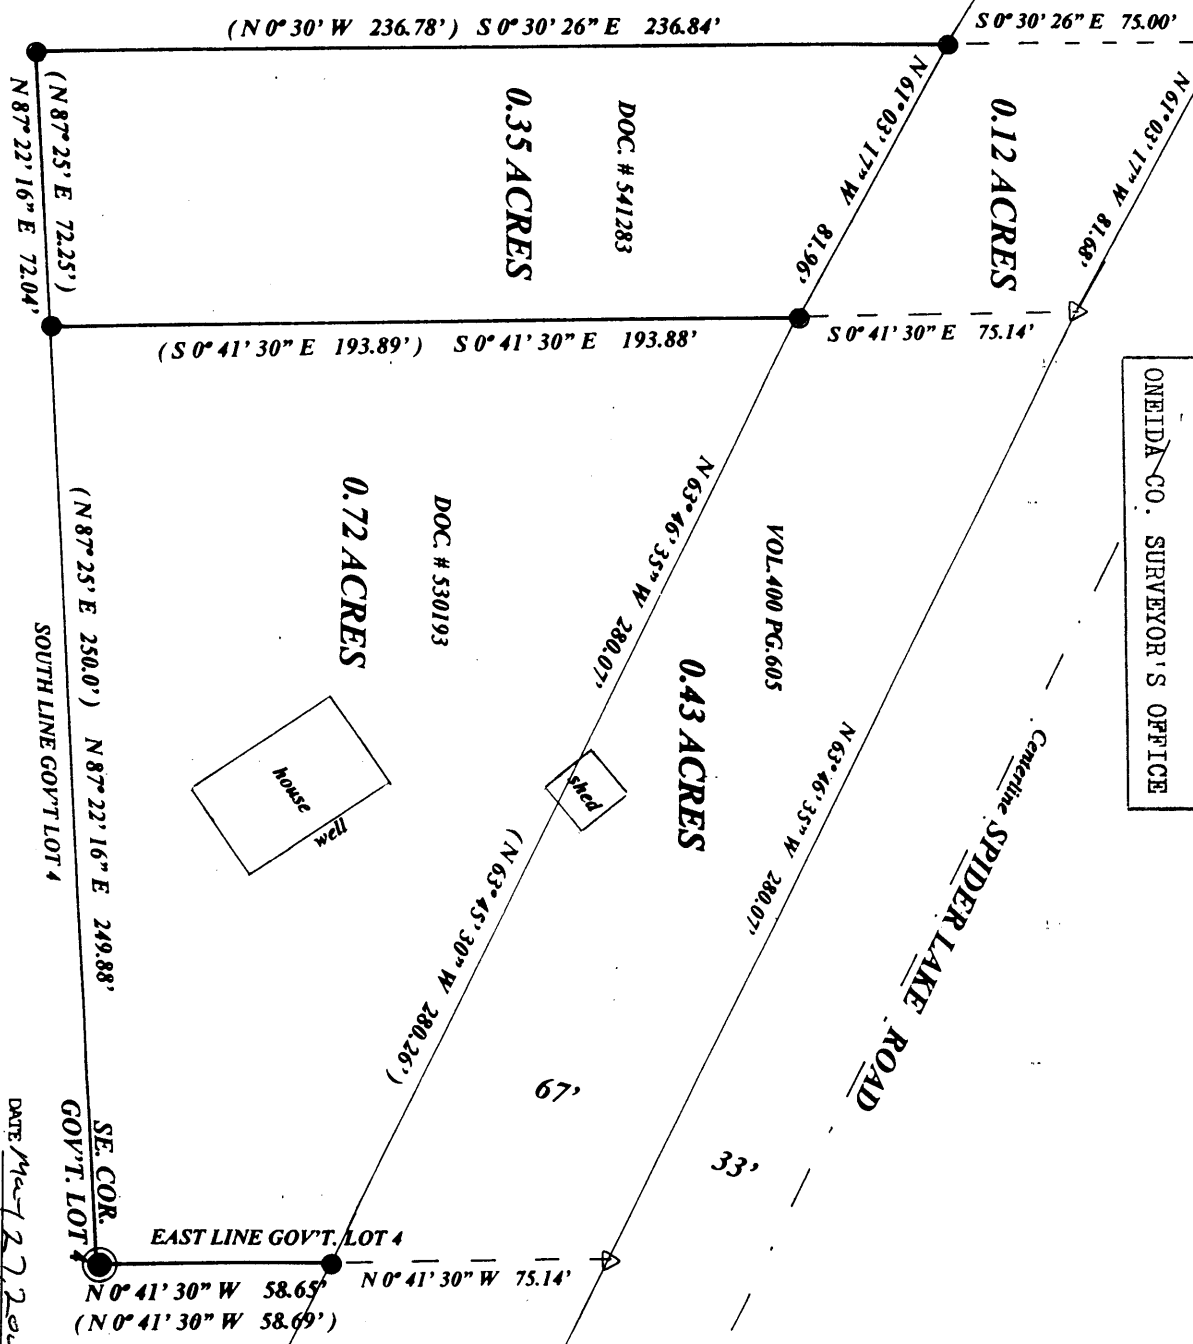 ( N 0° 30' W 236.78' ) S 0° 30' 26" E 236.84'
S 0° 30' 26" E 75.00'
( N 87° 25' E 72.25' )
N 87° 22' 16" E 72.04'
0.35 ACRES
DOC. # 541283
N 61° 03' 17" W 81.96'
0.12 ACRES
N 61° 03' 17" W 81.68'
( S 0° 41' 30" E 193.89' ) S 0° 41' 30" E 193.88'
S 0° 41' 30" E 75.14'
ONEIDA CO. SURVEYOR'S OFFICE
0.72 ACRES
DOC. # 530193
N 63° 46' 35" W 280.07'
VOL.400 PG.605
0.43 ACRES
( N 87° 25' E 250.0' ) N 87° 22' 16" E 249.88'
SOUTH LINE GOV'T LOT 4
house
well
shed
N 63° 46' 35" W 280.07'
Centerline SPIDER LAKE ROAD
( N 63° 45' 30" W 280.26' )
67'
33'
SE. COR.
GOV'T. LOT 4
EAST LINE GOV'T. LOT 4
N 0° 41' 30" W 58.65'
( N 0° 41' 30" W 58.69' )
N 0° 41' 30" W 75.14'
DATE May 27, 20